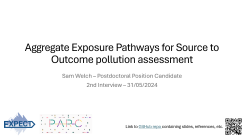 Aggregate Exposure Pathways for Source to
Outcome pollution assessment
Sam Welch – Postdoctoral Position Candidate
2nd Interview – 31/05/2024
EXPECT
PARC
Link to GitHub repo containing slides, references, etc.